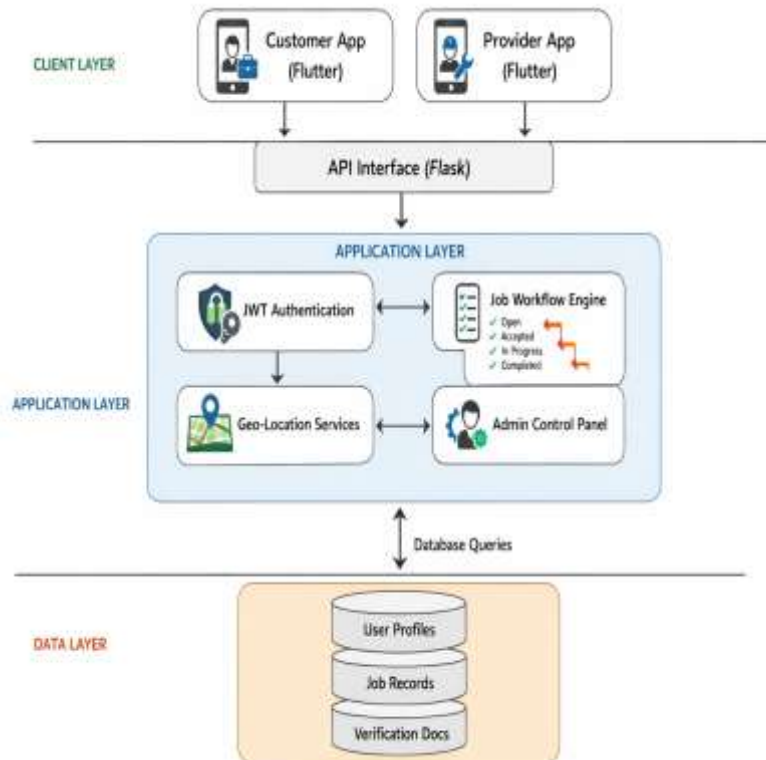 Customer App
(Flutter)
Provider App
(Flutter)
CLIENT LAYER
API Interface (Flask)
APPLICATION LAYER
JWT Authentication
Job Workflow Engine
✓ Open
✓ Accepted
✓ In Progress
✓ Completed
APPLICATION LAYER
Geo-Location Services
Admin Control Panel
Database Queries
DATA LAYER
User Profiles
Job Records
Verification Docs